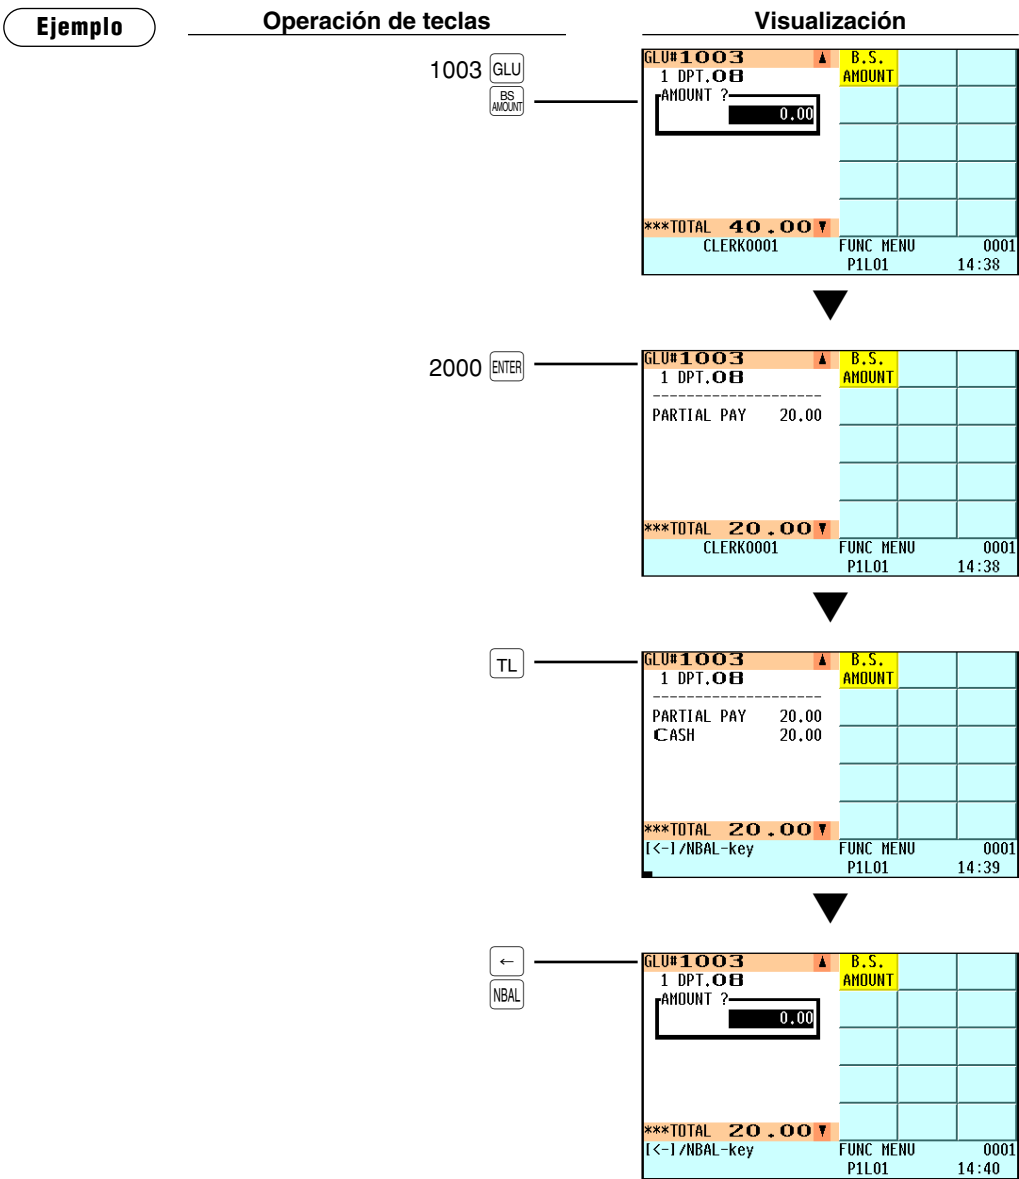 Ejemplo
Operación de teclas
Visualización
1003 GLU
BS
AMOUNT
GLU#1003 ▲ B.S.
AMOUNT
1 DPT.08
AMOUNT ?
0.00
***TOTAL 40.00 ▼
CLERK0001 FUNC MENU 0001
P1L01 14:38
2000 ENTER
GLU#1003 ▲ B.S.
AMOUNT
1 DPT.08
---------------------
PARTIAL PAY 20.00
***TOTAL 20.00 ▼
CLERK0001 FUNC MENU 0001
P1L01 14:38
TL
GLU#1003 ▲ B.S.
AMOUNT
1 DPT.08
---------------------
PARTIAL PAY 20.00
CASH 20.00
***TOTAL 20.00 ▼
[<-]/NBAL-key FUNC MENU 0001
P1L01 14:39
←
NBAL
GLU#1003 ▲ B.S.
AMOUNT
1 DPT.08
AMOUNT ?
0.00
***TOTAL 20.00 ▼
[<-]/NBAL-key FUNC MENU 0001
P1L01 14:40